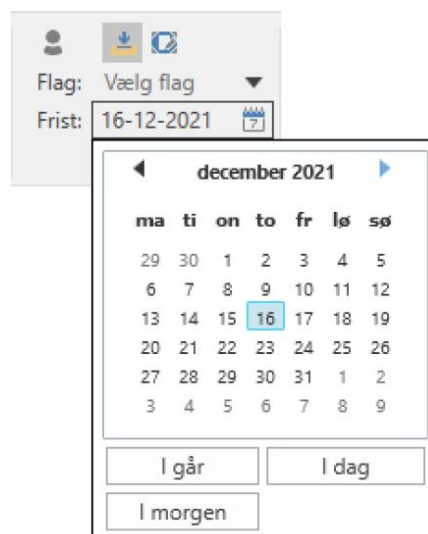 Flag: Vælg flag
Frist: 16-12-2021 7
december 2021
ma ti on to fr lø sø
29 30 1 2 3 4 5
6 7 8 9 10 11 12
13 14 15 16 17 18 19
20 21 22 23 24 25 26
27 28 29 30 31 1 2
3 4 5 6 7 8 9
I går I dag
I morgen